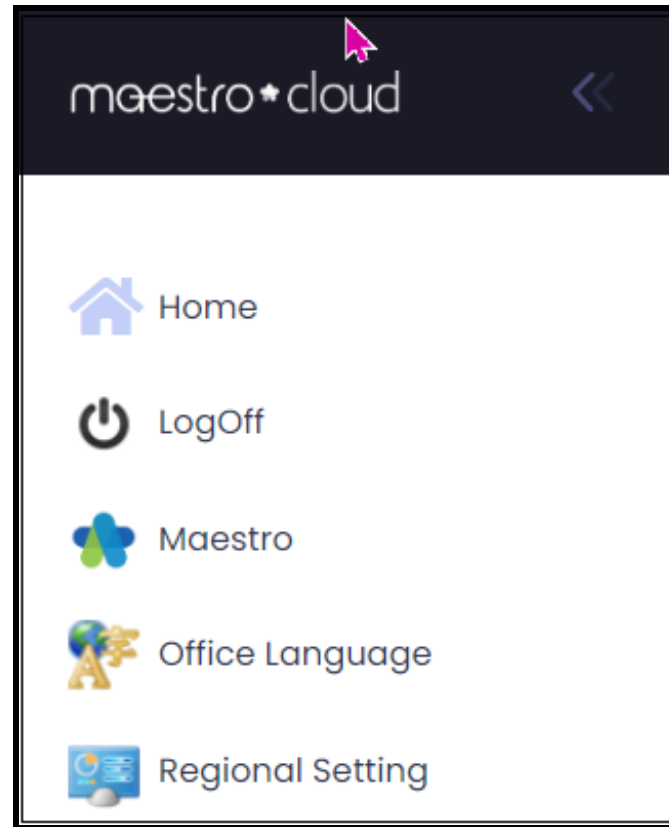 maestro*cloud
Home
LogOff
Maestro
Office Language
Regional Setting